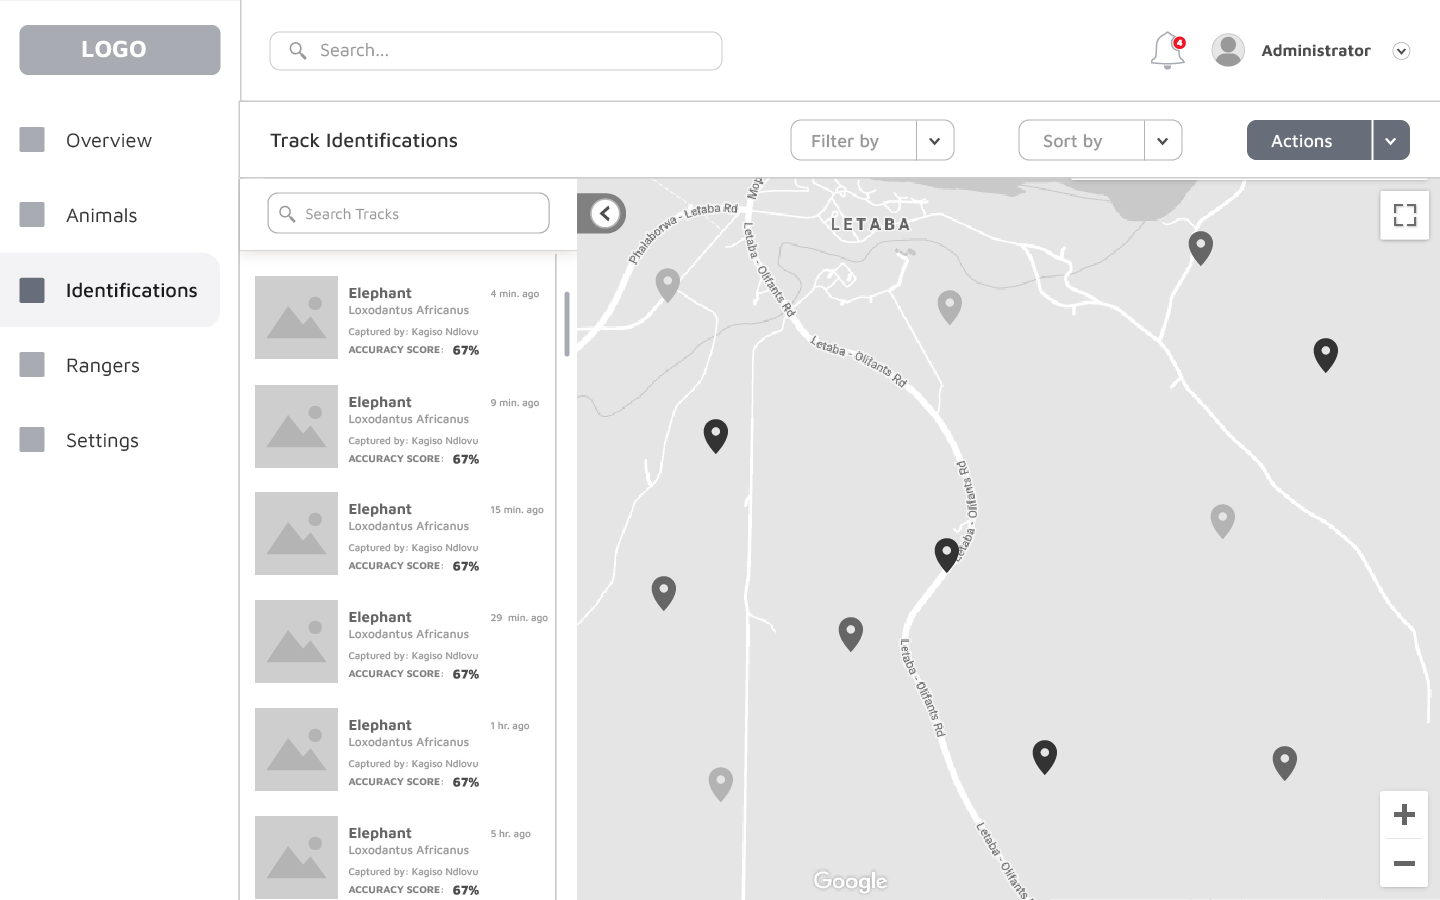 LOGO
Search...
4
Administrator
Overview
Animals
Identifications
Rangers
Settings
Track Identifications
Filter by
Sort by
Actions
Search Tracks
Elephant
4 min. ago
Loxodantus Africanus
Captured by: Kagiso Ndlovu
ACCURACY SCORE: 67%
Elephant
9 min. ago
Loxodantus Africanus
Captured by: Kagiso Ndlovu
ACCURACY SCORE: 67%
Elephant
15 min. ago
Loxodantus Africanus
Captured by: Kagiso Ndlovu
ACCURACY SCORE: 67%
Elephant
29 min. ago
Loxodantus Africanus
Captured by: Kagiso Ndlovu
ACCURACY SCORE: 67%
Elephant
1 hr. ago
Loxodantus Africanus
Captured by: Kagiso Ndlovu
ACCURACY SCORE: 67%
Elephant
5 hr. ago
Loxodantus Africanus
Captured by: Kagiso Ndlovu
ACCURACY SCORE: 67%
Mop
Phalaborwa - Letaba Rd
LETABA
Letaba - Olifants Rd
Letaba - Olifants Rd
Letaba - Olifants Rd
Letaba - Olifants Rd
Letaba - Olifants
Google